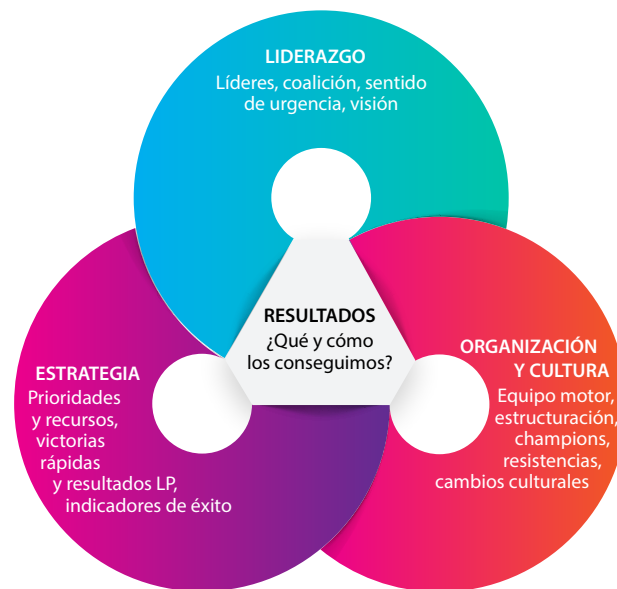 LIDERAZGO
Líderes, coalición, sentido
de urgencia, visión
RESULTADOS
¿Qué y cómo
los conseguimos?
ESTRATEGIA
Prioridades
y recursos,
victorias
rápidas
y resultados LP,
indicadores de éxito
ORGANIZACIÓN
Y CULTURA
Equipo motor,
estructuración,
champions,
resistencias,
cambios culturales